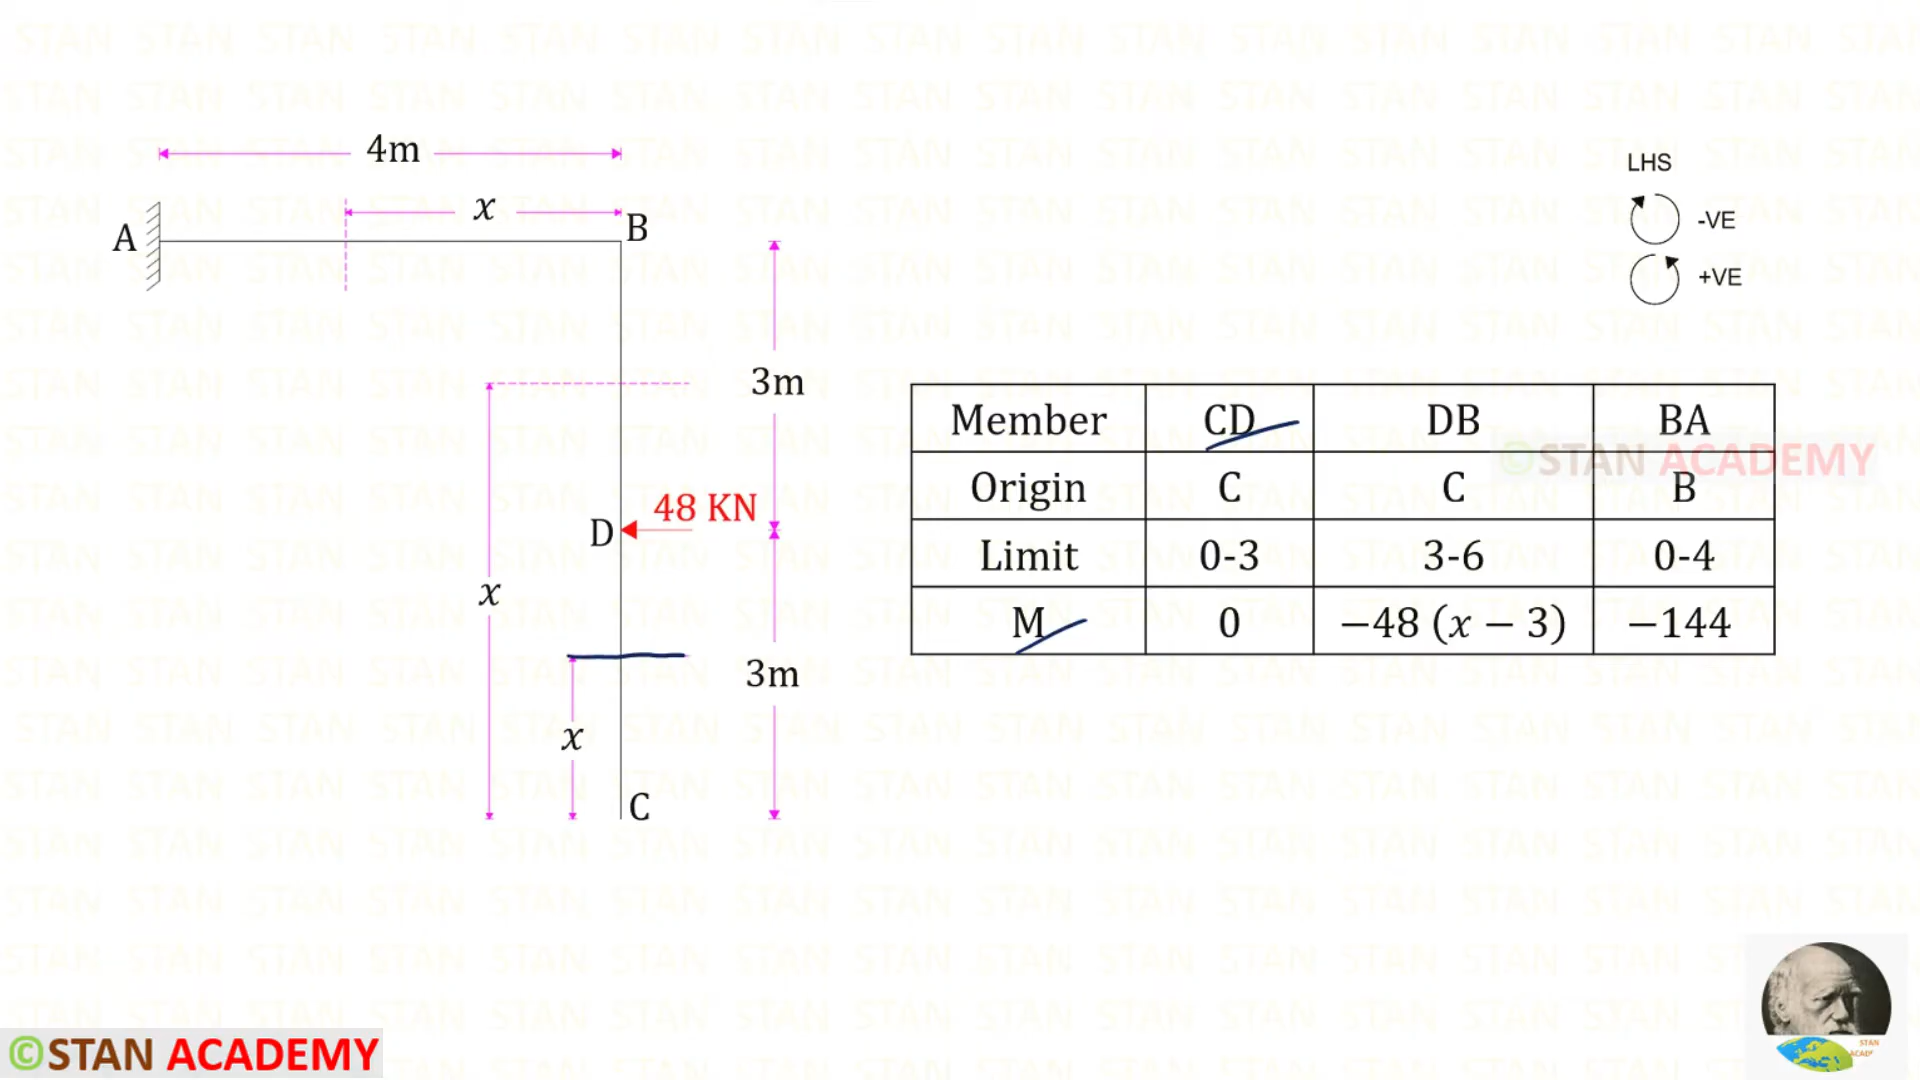 4m
LHS
x
A
B
-VE
+VE
3m
Member CD DB BA
©STAN ACADEMY
Origin C C B
D 48 KN
Limit 0-3 3-6 0-4
x
M 0 −48 (x − 3) −144
3m
x
C
©STAN ACADEMY